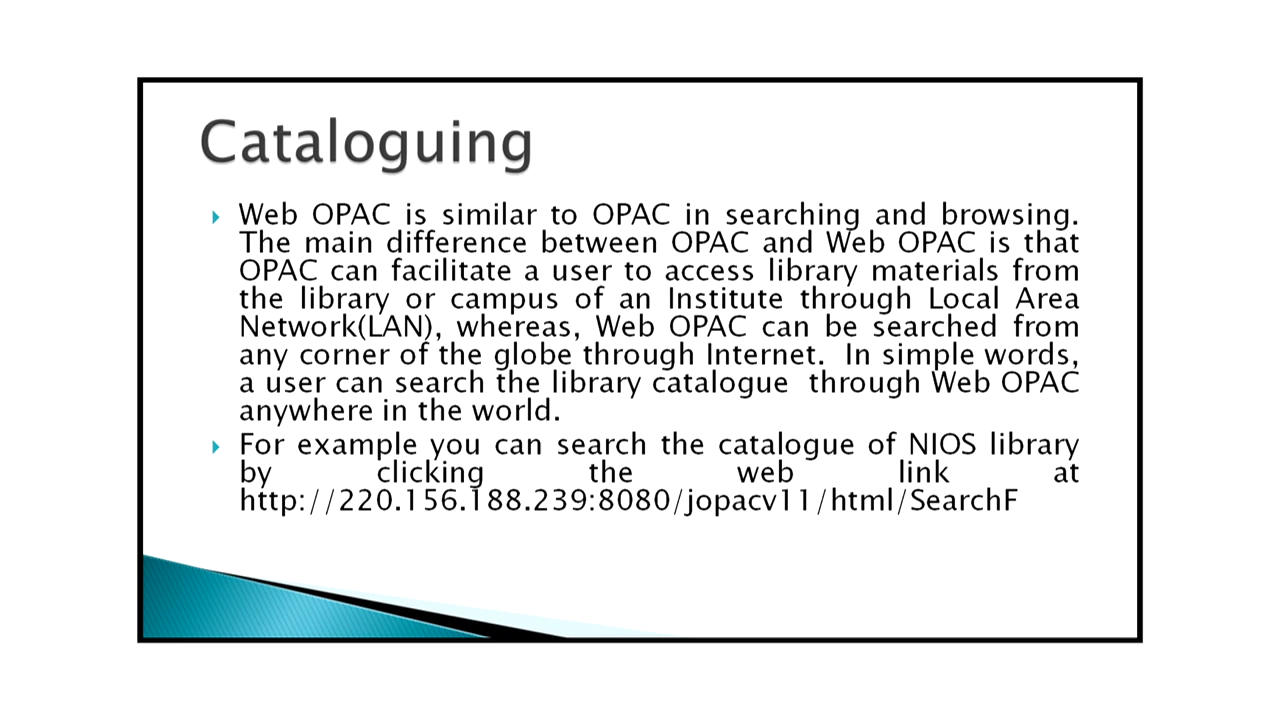 Cataloguing
Web OPAC is similar to OPAC in searching and browsing.
The main difference between OPAC and Web OPAC is that
OPAC can facilitate a user to access library materials from
the library or campus of an Institute through Local Area
Network(LAN), whereas, Web OPAC can be searched from
any corner of the globe through Internet.  In simple words,
a user can search the library catalogue  through Web OPAC
anywhere in the world.
For example you can search the catalogue of NIOS library
by clicking the web link at
http://220.156.188.239:8080/jopacv11/html/SearchF